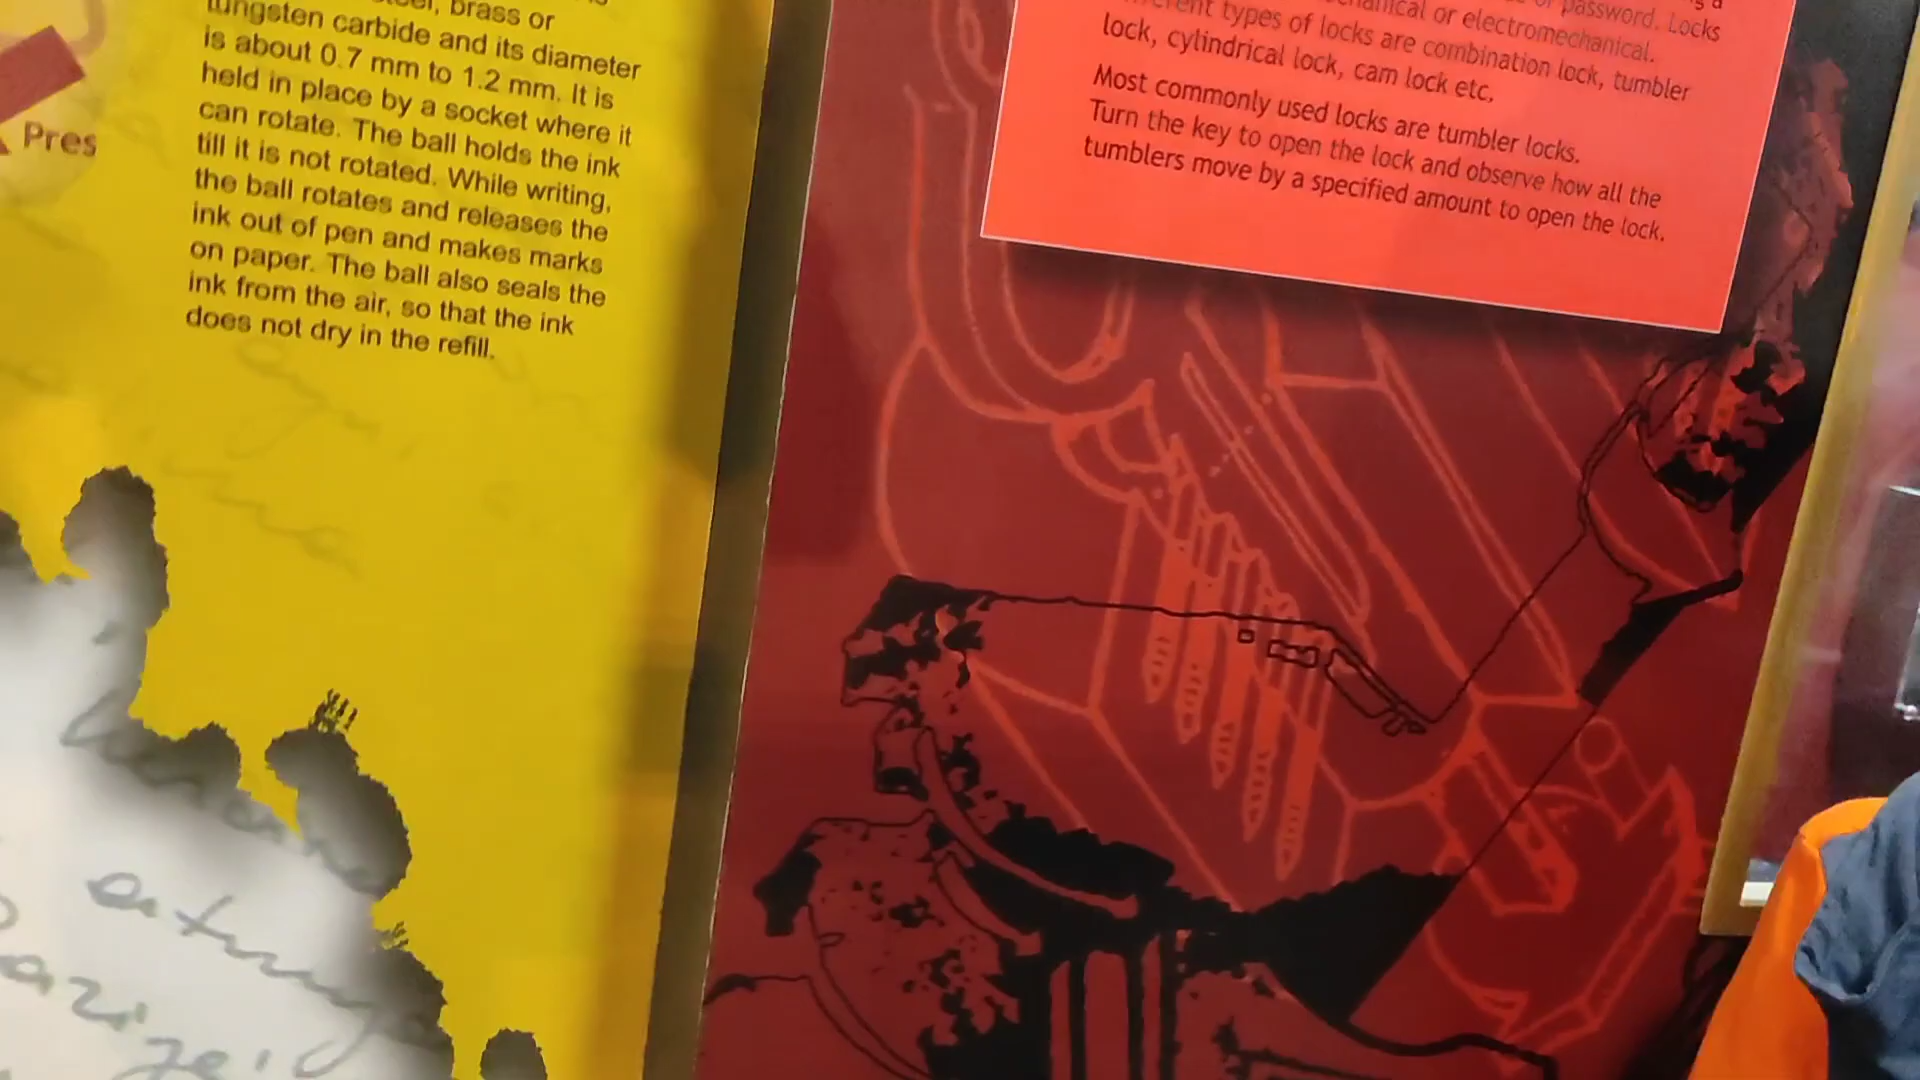 brass or
tungsten carbide and its diameter
is about 0.7 mm to 1.2 mm. It is
held in place by a socket where it
can rotate. The ball holds the ink
till it is not rotated. While writing,
the ball rotates and releases the
ink out of pen and makes marks
on paper. The ball also seals the
ink from the air, so that the ink
does not dry in the refill.
Pres
or password. Locks
or electromechanical.
types of locks are combination lock, tumbler
lock, cylindrical lock, cam lock etc,
Most commonly used locks are tumbler locks.
Turn the key to open the lock and observe how all the
tumblers move by a specified amount to open the lock.